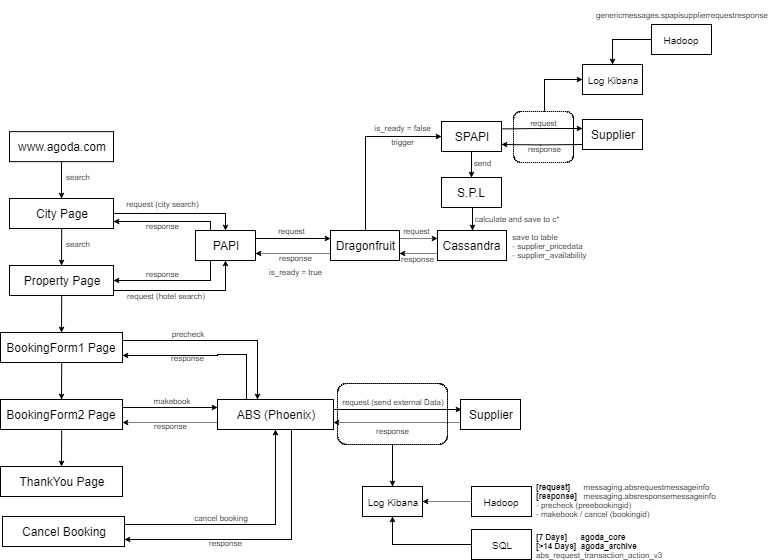 genericmessages.spapisupplierrequestresponse
Hadoop
Log Kibana
is_ready = false
trigger
SPAPI
request
response
Supplier
www.agoda.com
search
send
S.P.L
City Page
request (city search)
response
calculate and save to c*
search
PAPI
request
response
is_ready = true
Dragonfruit
request
response
Cassandra
save to table
- supplier_pricedata
- supplier_availability
Property Page
response
request (hotel search)
BookingForm1 Page
precheck
response
BookingForm2 Page
makebook
response
ABS (Phoenix)
request (send external Data)
response
Supplier
ThankYou Page
Log Kibana
Hadoop
[request] messaging.absrequestmessageinfo
[response] messaging.absresponsemessageinfo
- precheck (preebookingid)
- makebook / cancel (bookingid)
Cancel Booking
cancel booking
response
SQL
[7 Days] agoda_core
[>14 Days] agoda_archive
abs_request_transaction_action_v3